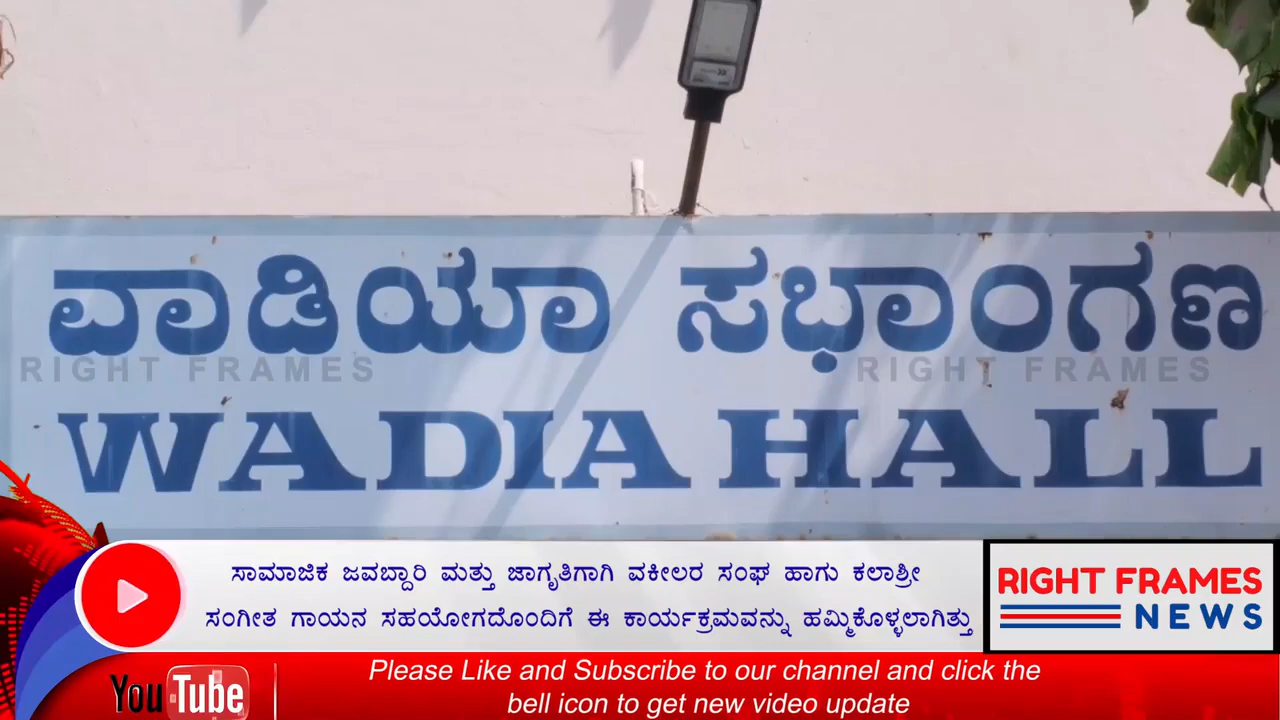 ವಾಡಿಯಾ ಸಭಾಂಗಣ
RIGHT FRAMES RIGHT FRAMES
WADIA HALL
ಸಾಮಾಜಿಕ ಜವಬ್ದಾರಿ ಮತ್ತು ಜಾಗೃತಿಗಾಗಿ ವಕೀಲರ ಸಂಘ ಹಾಗು ಕಲಾಶ್ರೀ
ಸಂಗೀತ ಗಾಯನ ಸಹಯೋಗದೊಂದಿಗೆ ಈ ಕಾರ್ಯಕ್ರಮವನ್ನು ಹಮ್ಮಿಕೊಳ್ಳಲಾಗಿತ್ತು
RIGHT FRAMES
NEWS
YouTube
Please Like and Subscribe to our channel and click the
bell icon to get new video update